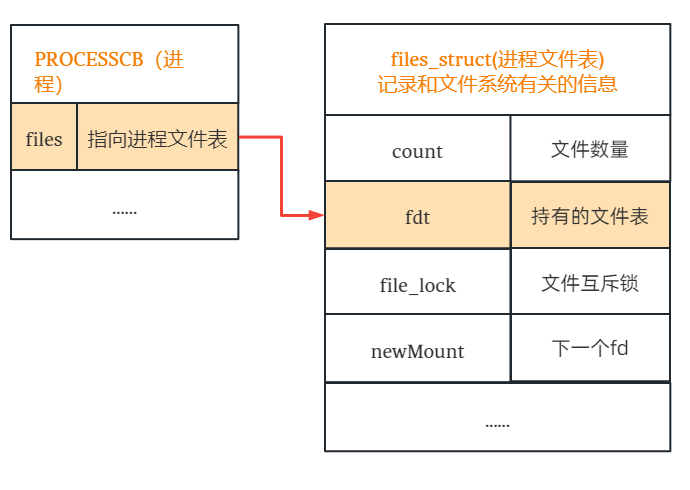 PROCESSCB（进
程）
files 指向进程文件表
......
files_struct(进程文件表)
记录和文件系统有关的信息
count 文件数量
fdt 持有的文件表
file_lock 文件互斥锁
newMount 下一个fd
......